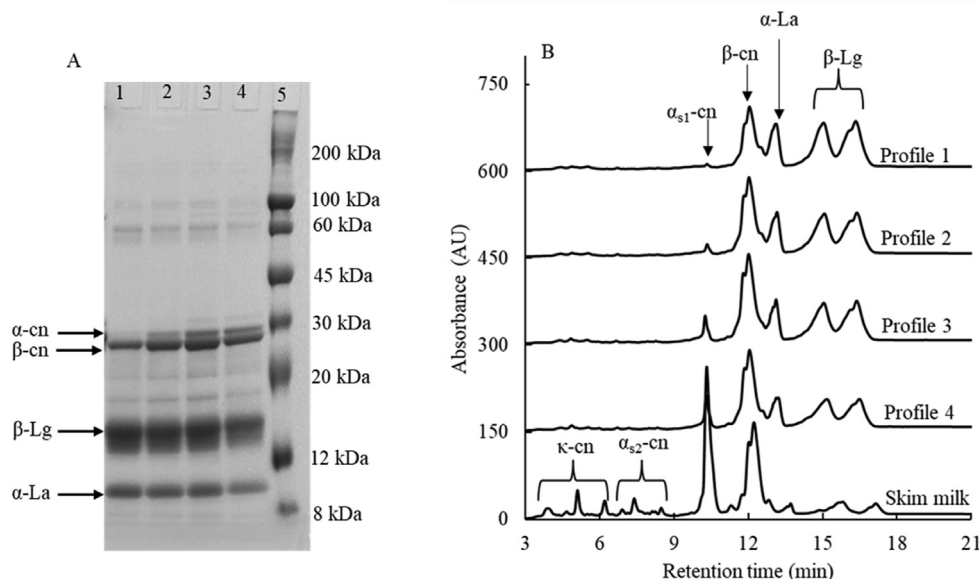 A
1 2 3 4 5
200 kDa
100 kDa
60 kDa
45 kDa
30 kDa
20 kDa
12 kDa
8 kDa
α-cn
β-cn
β-Lg
α-La
B
α-La
β-cn
β-Lg
αs1-cn
750
600
450
300
150
0
Absorbance (AU)
Profile 1
Profile 2
Profile 3
Profile 4
κ-cn
αs2-cn
Skim milk
3 6 9 12 15 18 21
Retention time (min)